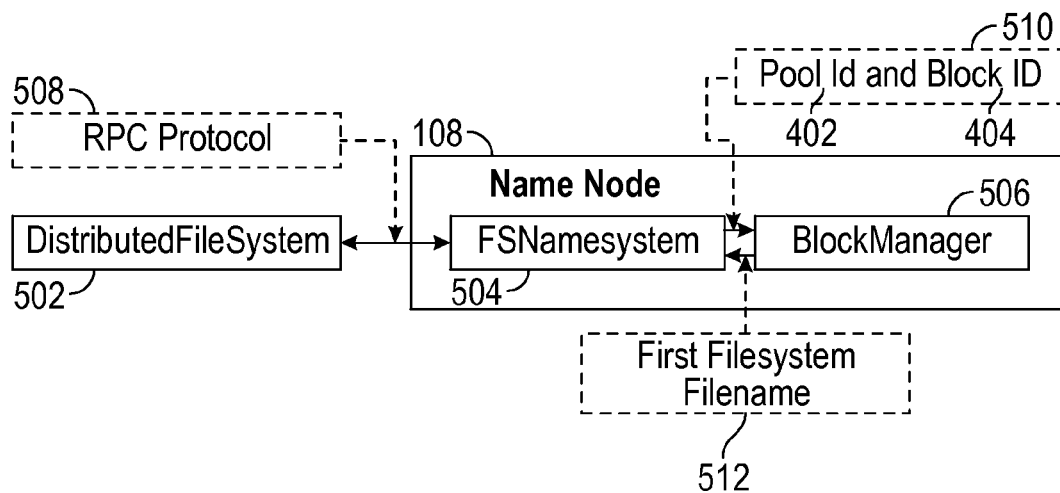 510
Pool Id and Block ID
402
404
508
RPC Protocol
108
Name Node
506
DistributedFileSystem
FSNamesystem
BlockManager
502
504
First Filesystem
Filename
512